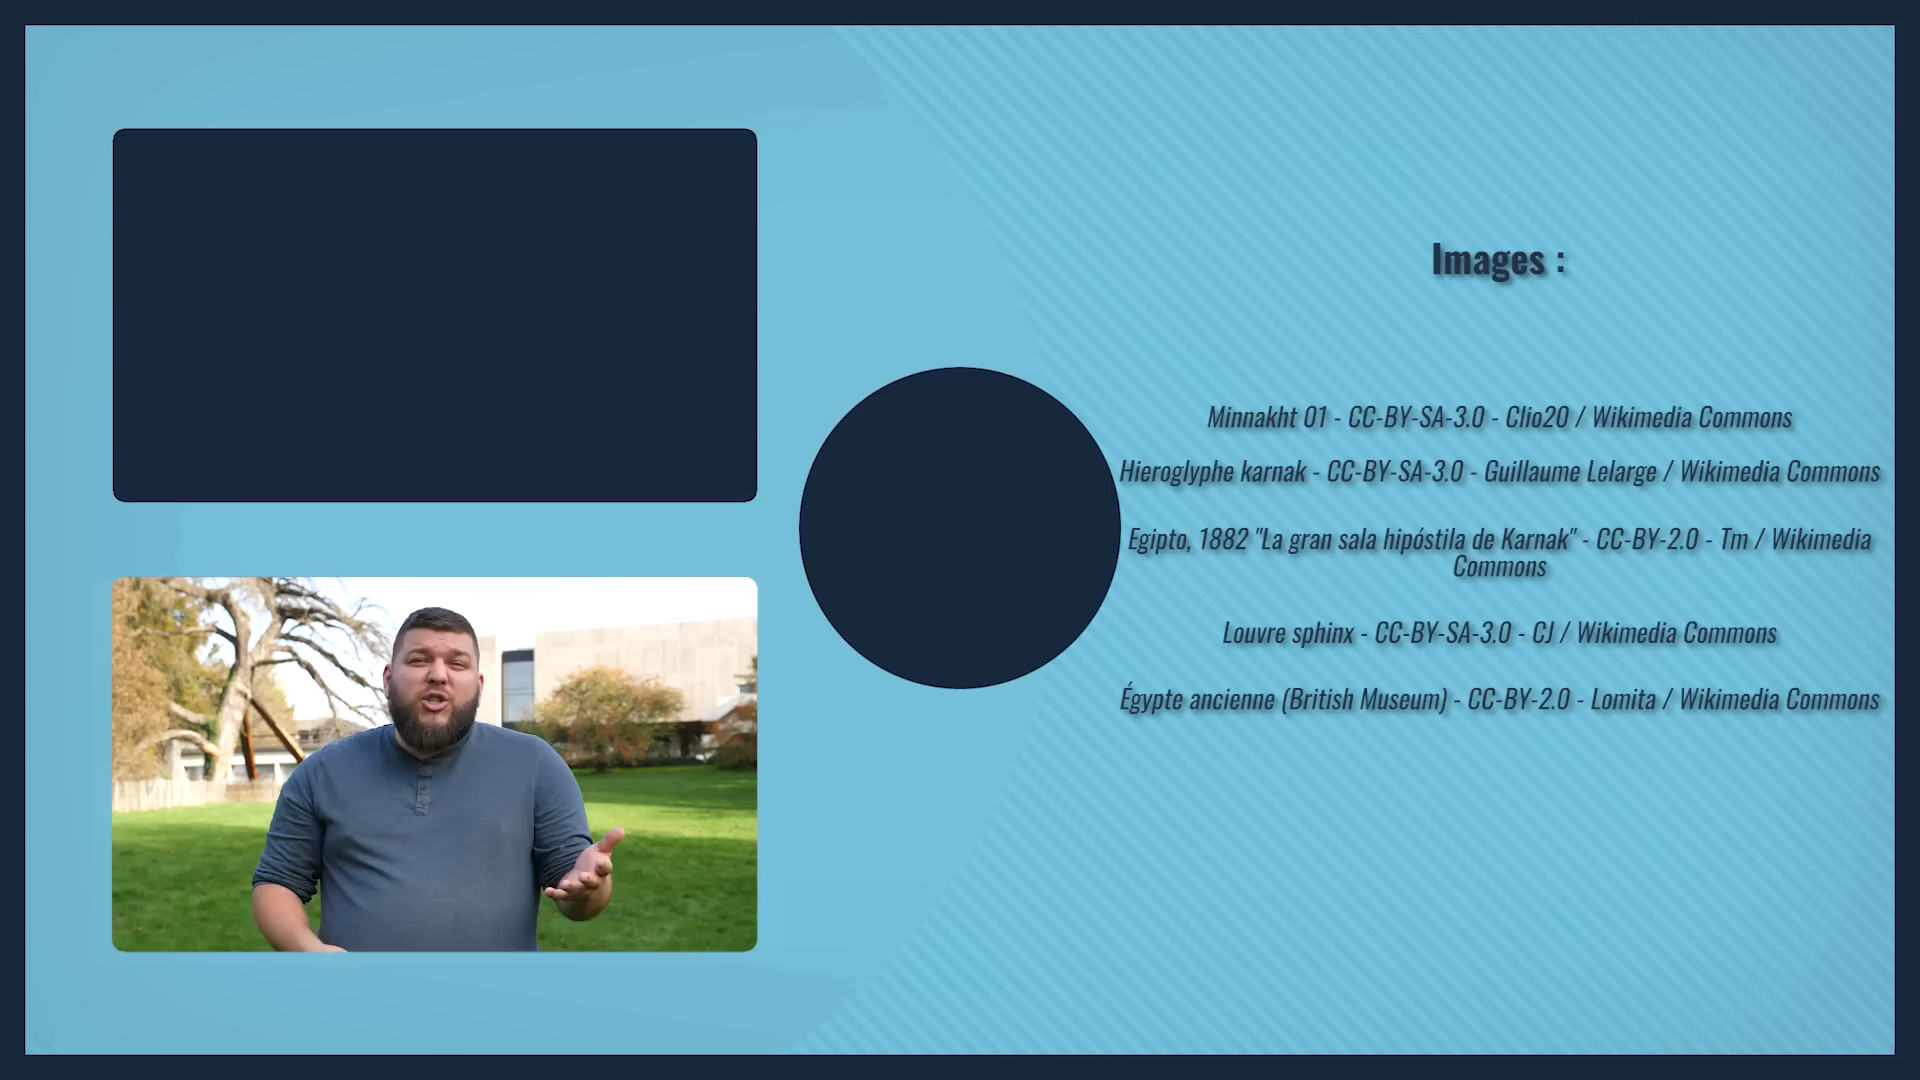 Images :
Minnakht 01 - CC-BY-SA-3.0 - Clio20 / Wikimedia Commons
Hieroglyphe karnak - CC-BY-SA-3.0 - Guillaume Lelarge / Wikimedia Commons
Egipto, 1882 "La gran sala hipóstila de Karnak" - CC-BY-2.0 - Tm / Wikimedia
Commons
Louvre sphinx - CC-BY-SA-3.0 - CJ / Wikimedia Commons
Égypte ancienne (British Museum) - CC-BY-2.0 - Lomita / Wikimedia Commons